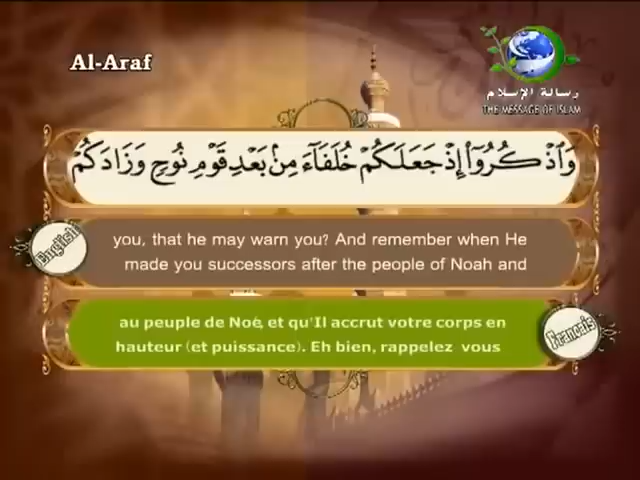 Al-Araf
رسالة الإسلام
THE MESSAGE OF ISLAM
وَٱذْكُرُوٓا۟ إِذْ جَعَلَكُمْ خُلَفَآءَ مِنۢ بَعْدِ قَوْمِ نُوحٍ وَزَادَكُمْ
English
you, that he may warn you? And remember when He
made you successors after the people of Noah and
au peuple de Noé, et qu'Il accrut votre corps en
hauteur (et puissance). Eh bien, rappelez vous
Francais